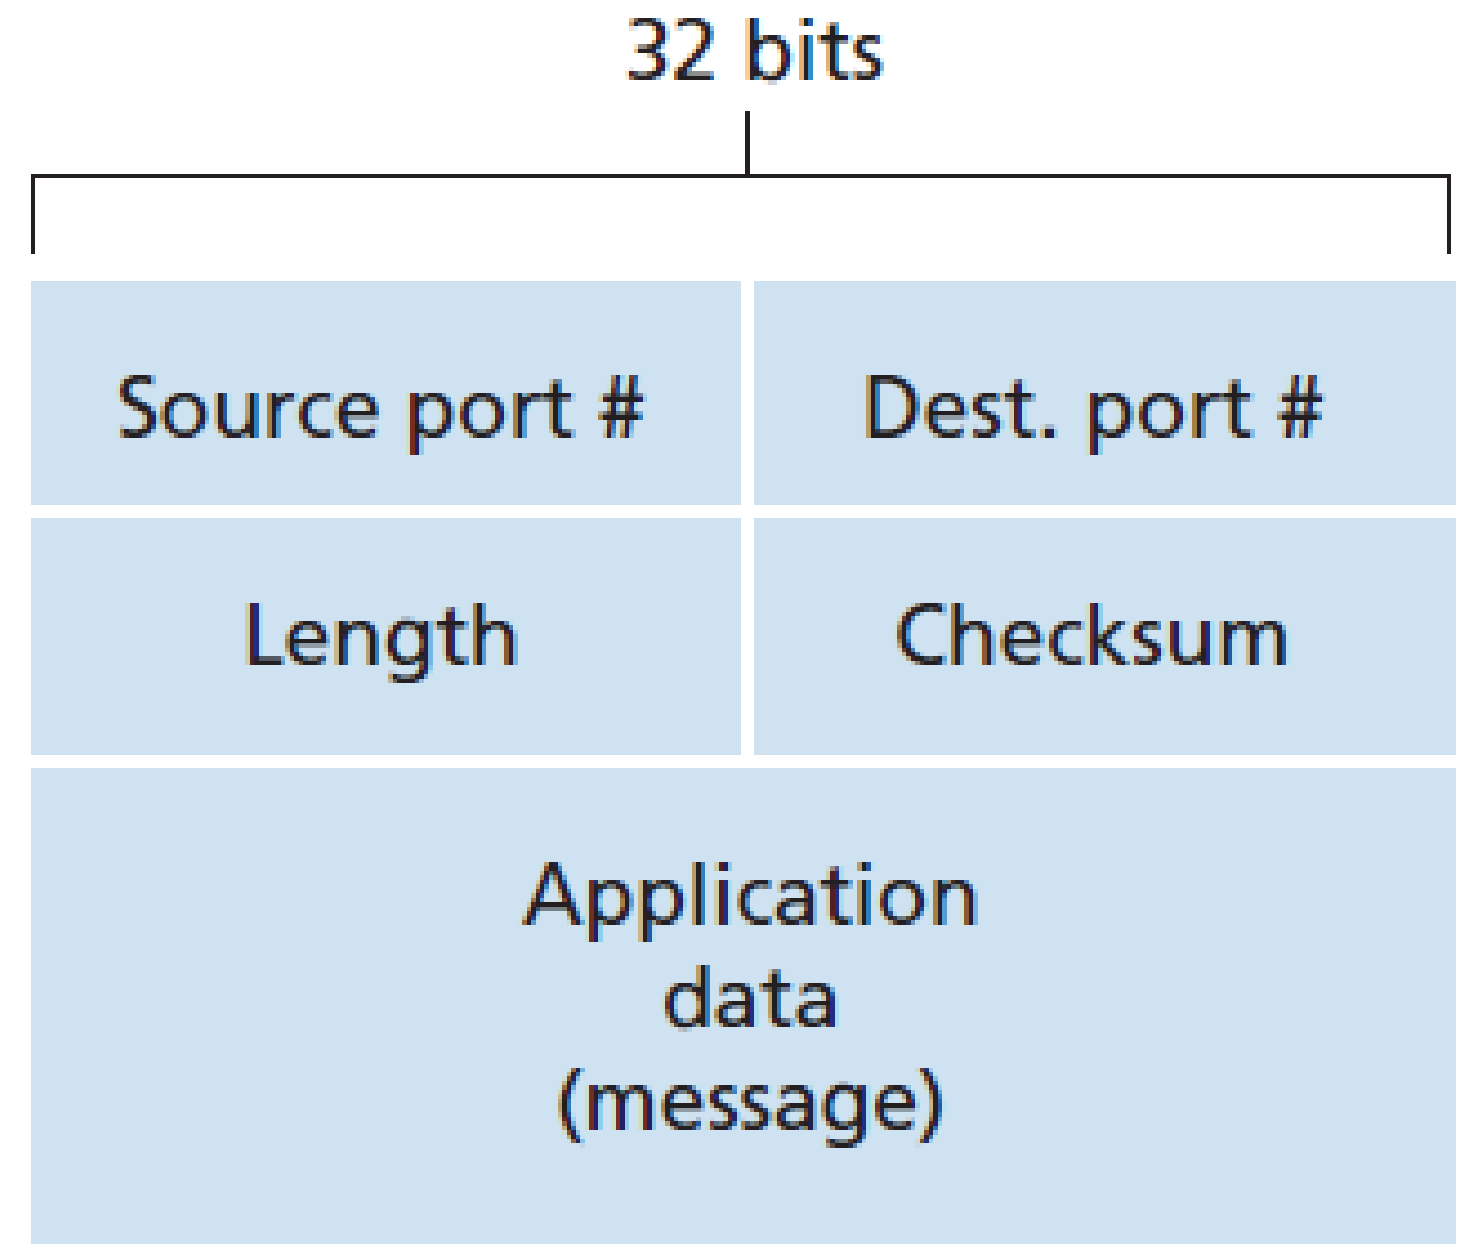 32 bits
Source port #
Dest. port #
Length
Checksum
Application
data
(message)